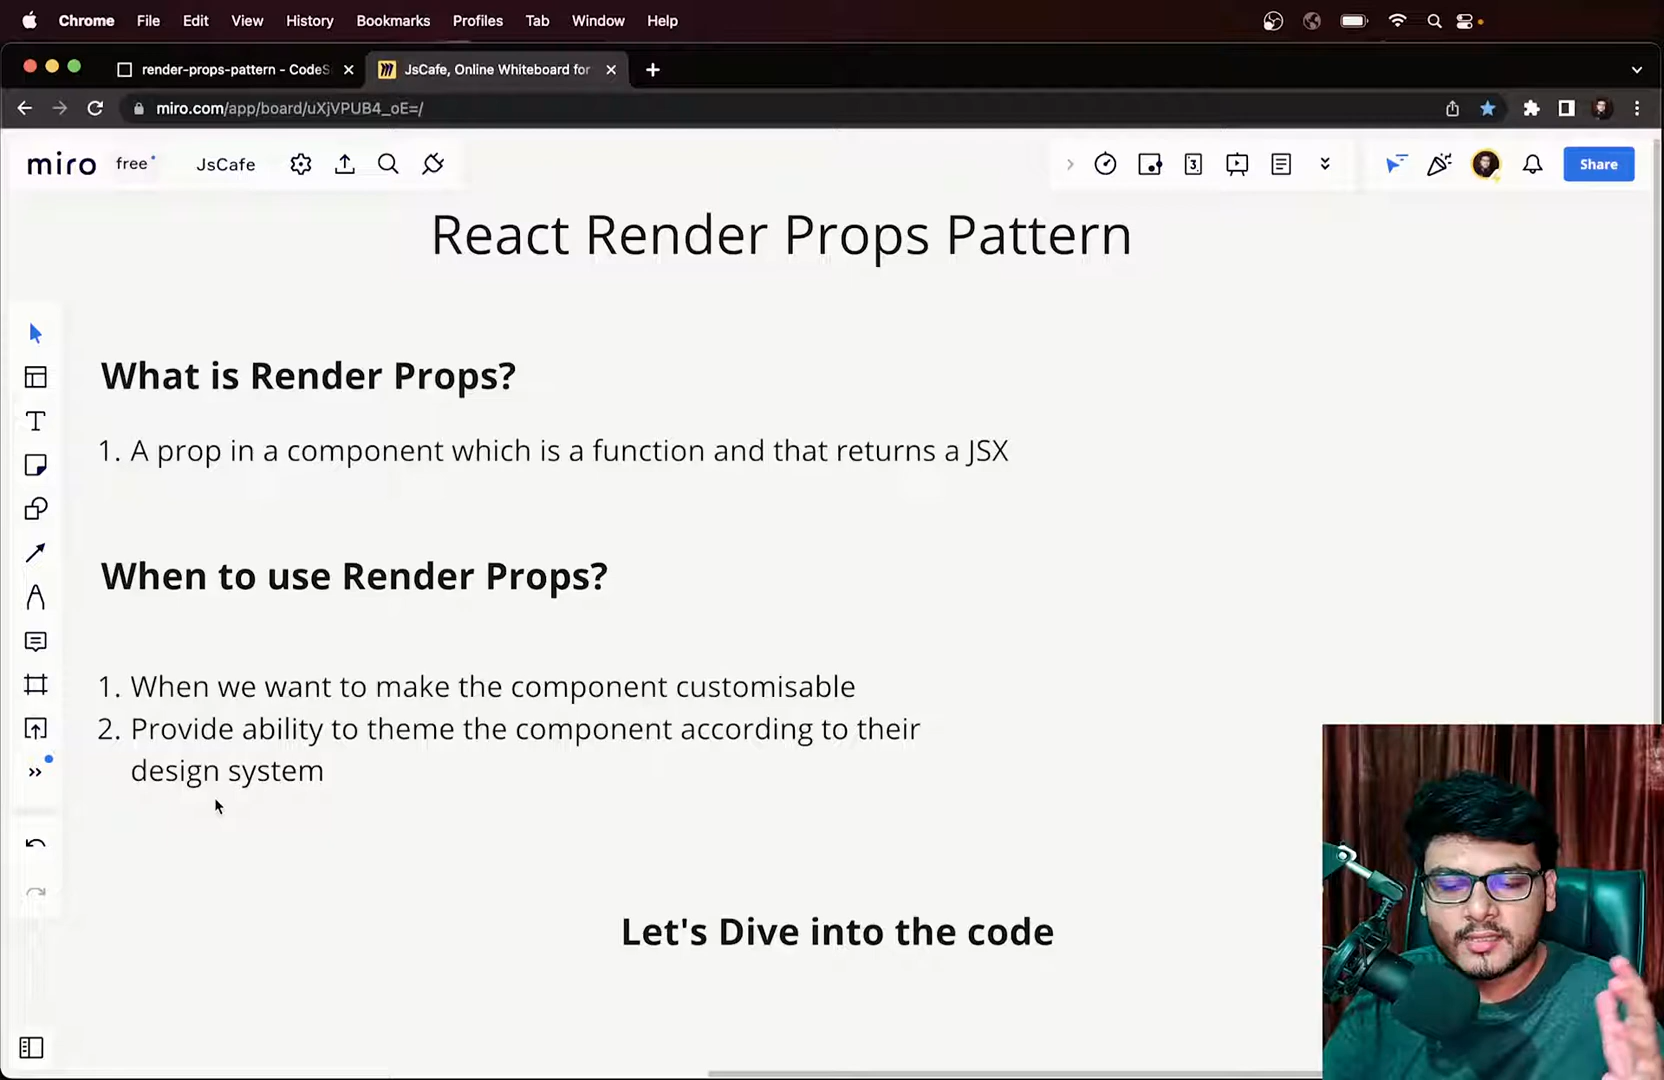 Chrome File Edit View History Bookmarks Profiles Tab Window Help
render-props-pattern - CodeS
JsCafe, Online Whiteboard for
miro.com/app/board/uXjVPUB4_oE=/
miro free JsCafe
3
Share
React Render Props Pattern
What is Render Props?
1. A prop in a component which is a function and that returns a JSX
When to use Render Props?
1. When we want to make the component customisable
2. Provide ability to theme the component according to their
design system
Let's Dive into the code